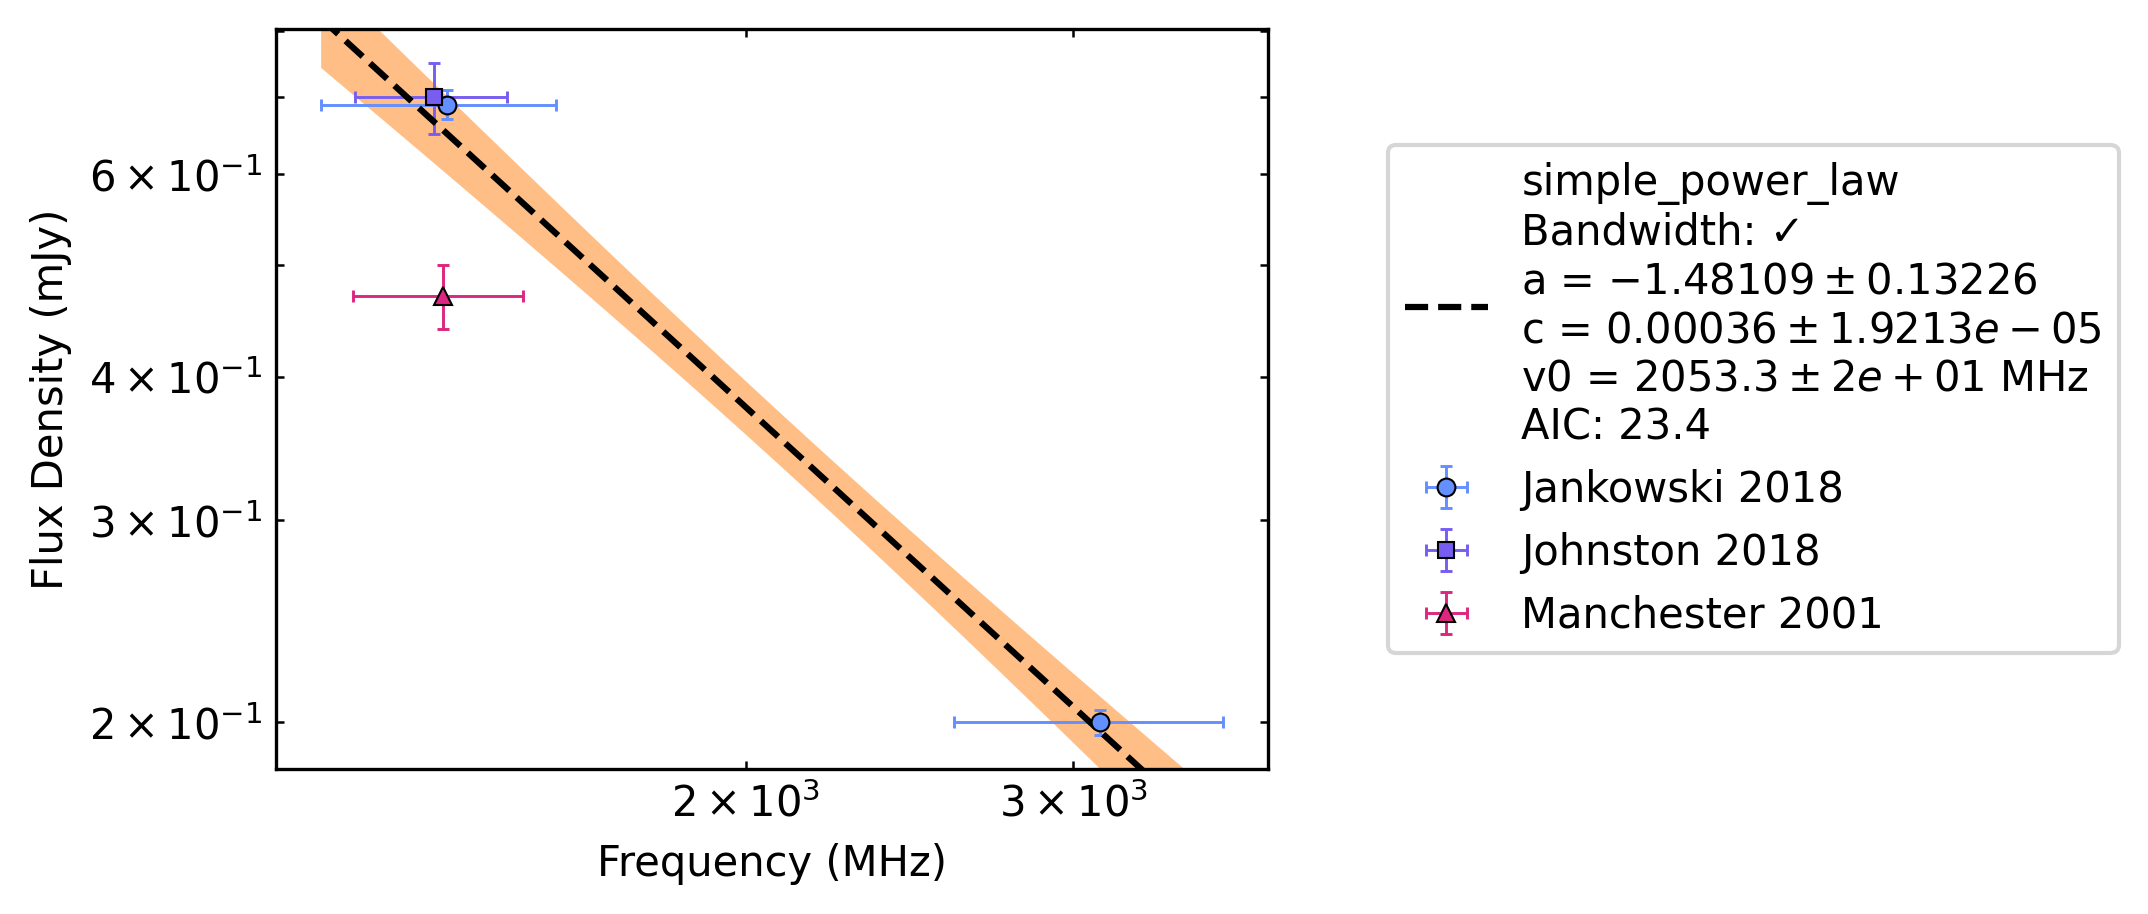 6 × 10⁻¹
4 × 10⁻¹
3 × 10⁻¹
2 × 10⁻¹
Flux Density (mJy)
2 × 10³
3 × 10³
Frequency (MHz)
simple_power_law
Bandwidth: ✓
a = −1.48109 ± 0.13226
c = 0.00036 ± 1.9213e − 05
v0 = 2053.3 ± 2e + 01 MHz
AIC: 23.4
Jankowski 2018
Johnston 2018
Manchester 2001